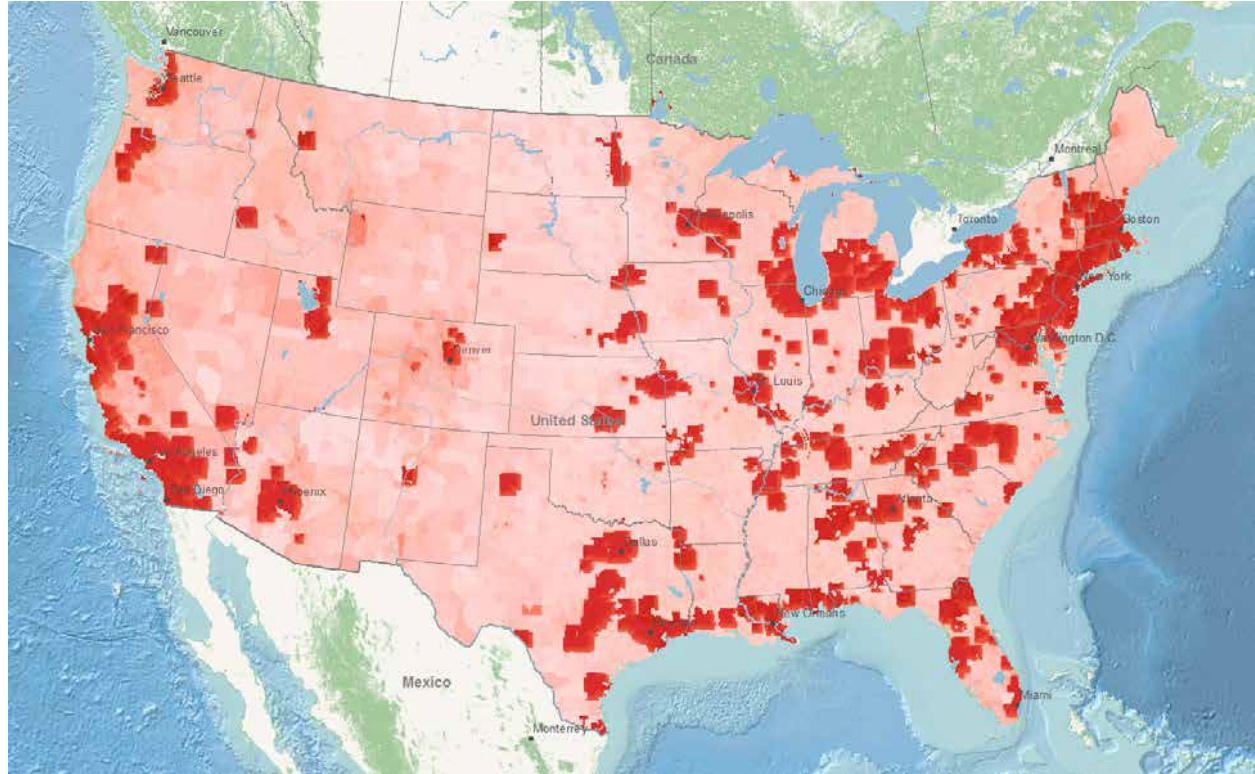 Vancouver
Canada
Seattle
Montreal
Minneapolis
Toronto
Boston
New York
Chicago
San Francisco
Washington D.C.
Denver
Louis
United States
Los Angeles
San Diego
Phoenix
Atlanta
Dallas
New Orleans
Houston
Mexico
Miami
Monterrey